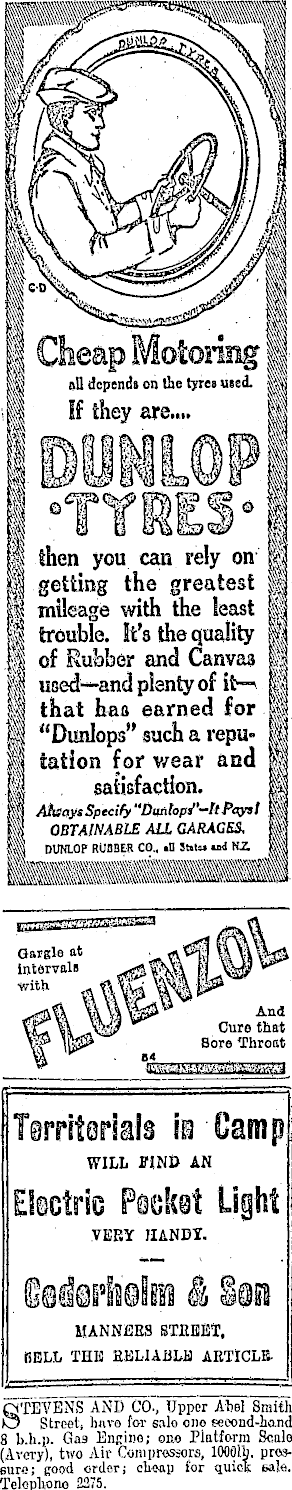 DUNLOP TYRES
C-D
Cheap Motoring
all depends on the tyres used.
If they are....
DUNLOP
·TYRES·
then you can rely on
getting the greatest
mileage with the least
trouble. It's the quality
of Rubber and Canvas
used—and plenty of it—
that has earned for
"Dunlops" such a repu-
tation for wear and
satisfaction.
Always Specify "Dunlops"—It Pays!
OBTAINABLE ALL GARAGES.
DUNLOP RUBBER CO., all States and N.Z.
Gargle at
intervals
with
FLUENZOL
And
Cure that
Sore Throat
54
Territorials in Camp
WILL FIND AN
Electric Pocket Light
VERY HANDY.
Cederholm & Son
MANNERS STREET,
SELL THE RELIABLE ARTICLE.
STEVENS AND CO., Upper Abel Smith
Street, have for sale one second-hand
8 b.h.p. Gas Engine; one Platform Scale
(Avery), two Air Compressors, 1000lb. pres-
sure; good order; cheap for quick sale.
Telephone 2275.